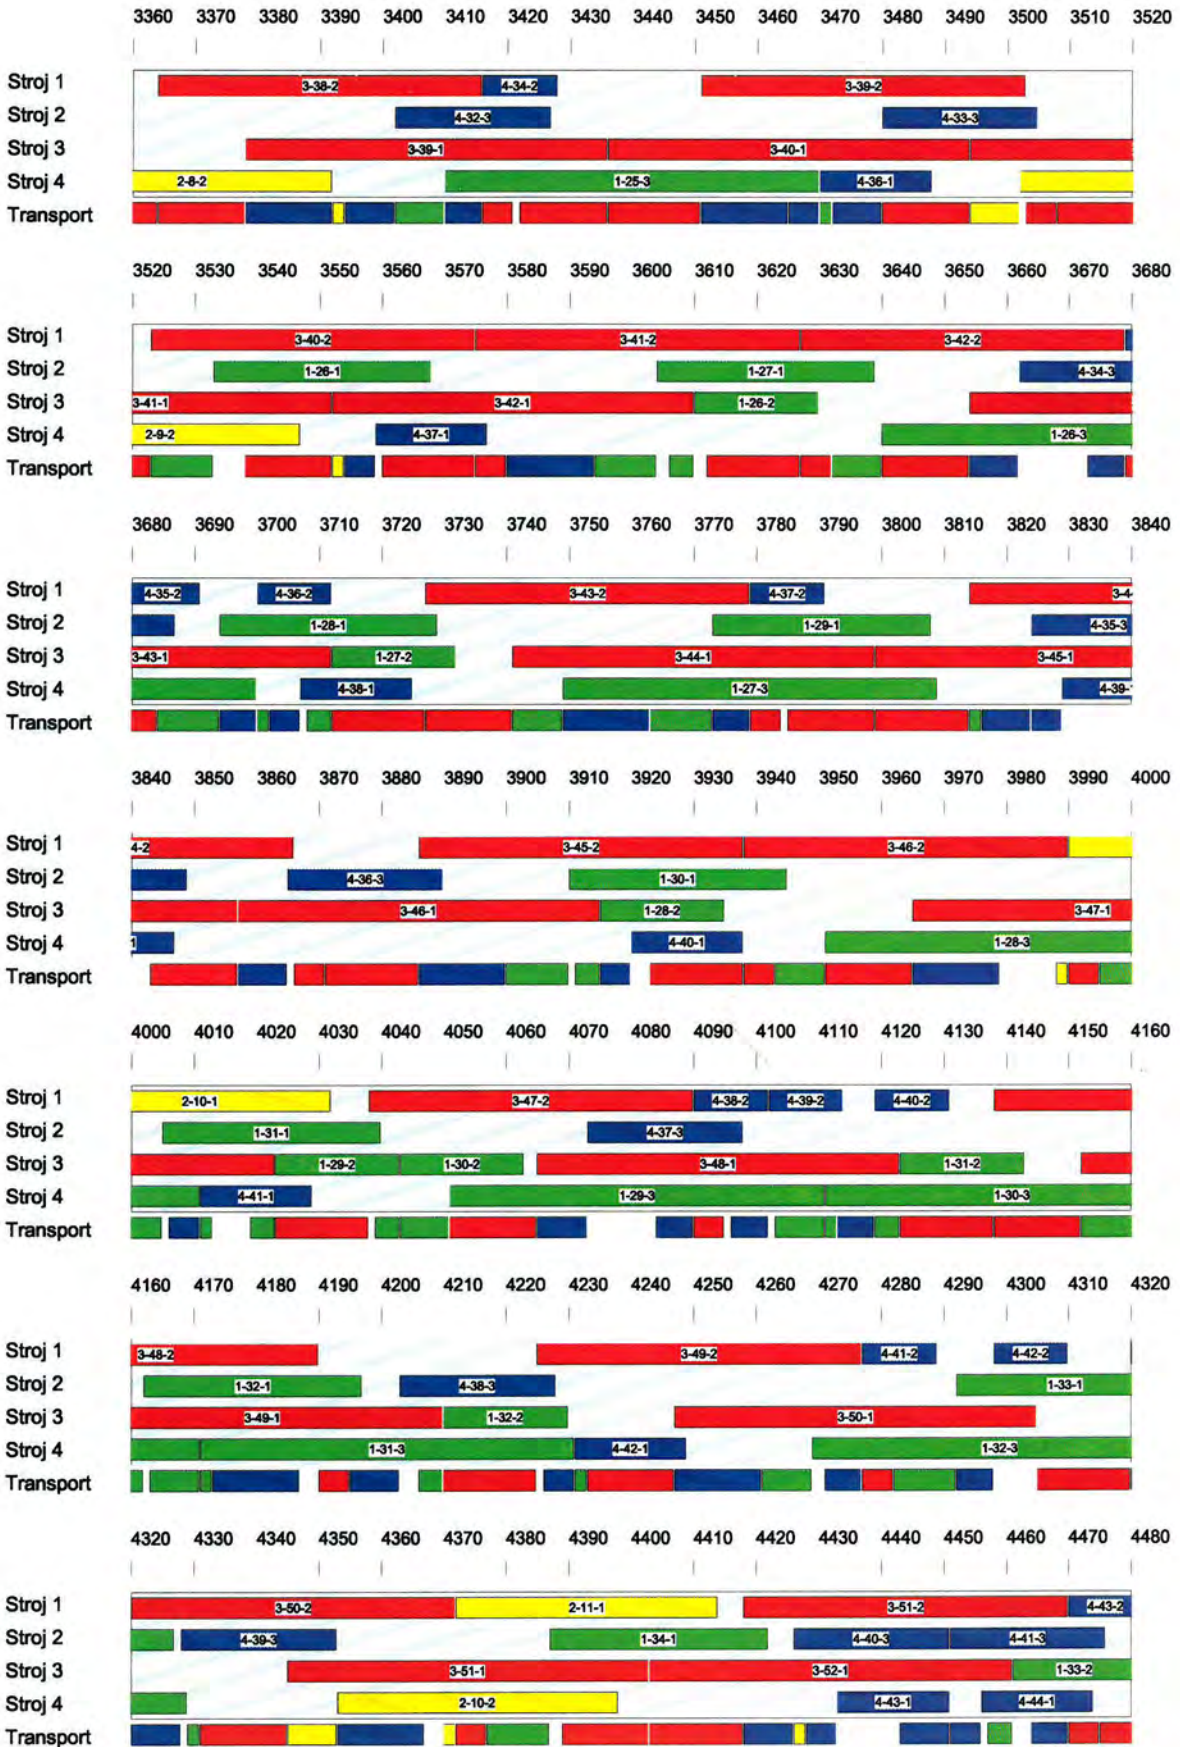 3360 3370 3380 3390 3400 3410 3420 3430 3440 3450 3460 3470 3480 3490 3500 3510 3520
Stroj 1 3-38-2 4-34-2 3-39-2
Stroj 2 4-32-3 4-33-3
Stroj 3 3-39-1 3-40-1
Stroj 4 2-8-2 1-25-3 4-36-1
Transport
3520 3530 3540 3550 3560 3570 3580 3590 3600 3610 3620 3630 3640 3650 3660 3670 3680
Stroj 1 3-40-2 3-41-2 3-42-2
Stroj 2 1-26-1 1-27-1 4-34-3
Stroj 3 3-41-1 3-42-1 1-26-2
Stroj 4 2-9-2 4-37-1 1-26-3
Transport
3680 3690 3700 3710 3720 3730 3740 3750 3760 3770 3780 3790 3800 3810 3820 3830 3840
Stroj 1 4-35-2 4-36-2 3-43-2 4-37-2 3-4
Stroj 2 1-28-1 1-29-1 4-35-3
Stroj 3 3-43-1 1-27-2 3-44-1 3-45-1
Stroj 4 4-38-1 1-27-3 4-39-
Transport
3840 3850 3860 3870 3880 3890 3900 3910 3920 3930 3940 3950 3960 3970 3980 3990 4000
Stroj 1 4-2 3-45-2 3-46-2
Stroj 2 4-36-3 1-30-1
Stroj 3 3-46-1 1-28-2 3-47-1
Stroj 4 1 4-40-1 1-28-3
Transport
4000 4010 4020 4030 4040 4050 4060 4070 4080 4090 4100 4110 4120 4130 4140 4150 4160
Stroj 1 2-10-1 3-47-2 4-38-2 4-39-2 4-40-2
Stroj 2 1-31-1 4-37-3
Stroj 3 1-29-2 1-30-2 3-48-1 1-31-2
Stroj 4 4-41-1 1-29-3 1-30-3
Transport
4160 4170 4180 4190 4200 4210 4220 4230 4240 4250 4260 4270 4280 4290 4300 4310 4320
Stroj 1 3-48-2 3-49-2 4-41-2 4-42-2
Stroj 2 1-32-1 4-38-3 1-33-1
Stroj 3 3-49-1 1-32-2 3-50-1
Stroj 4 1-31-3 4-42-1 1-32-3
Transport
4320 4330 4340 4350 4360 4370 4380 4390 4400 4410 4420 4430 4440 4450 4460 4470 4480
Stroj 1 3-50-2 2-11-1 3-51-2 4-43-2
Stroj 2 4-39-3 1-34-1 4-40-3 4-41-3
Stroj 3 3-51-1 3-52-1 1-33-2
Stroj 4 2-10-2 4-43-1 4-44-1
Transport